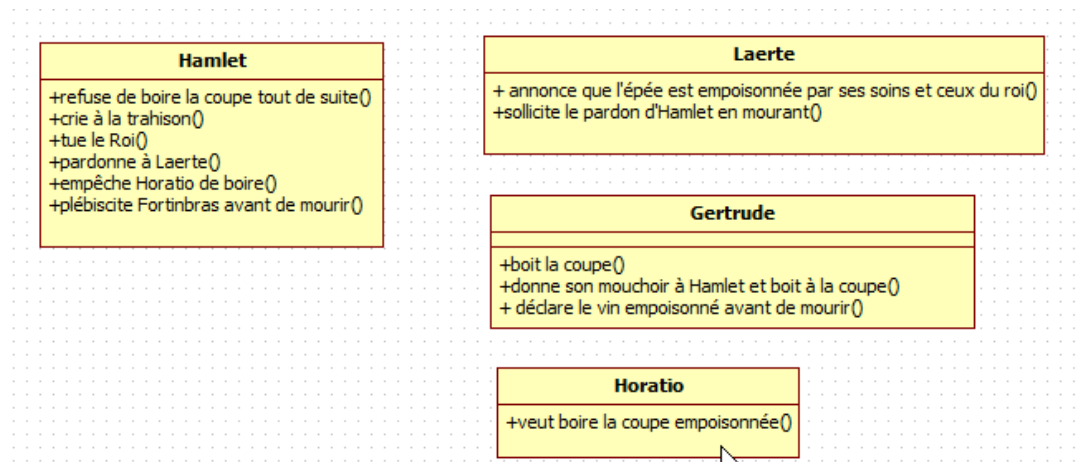 Hamlet
+refuse de boire la coupe tout de suite()
+crie à la trahison()
+tue le Roi()
+pardonne à Laerte()
+empêche Horatio de boire()
+plébiscite Fortinbras avant de mourir()
Laerte
+ annonce que l'épée est empoisonnée par ses soins et ceux du roi()
+sollicite le pardon d'Hamlet en mourant()
Gertrude
+boit la coupe()
+donne son mouchoir à Hamlet et boit à la coupe()
+ déclare le vin empoisonné avant de mourir()
Horatio
+veut boire la coupe empoisonnée()